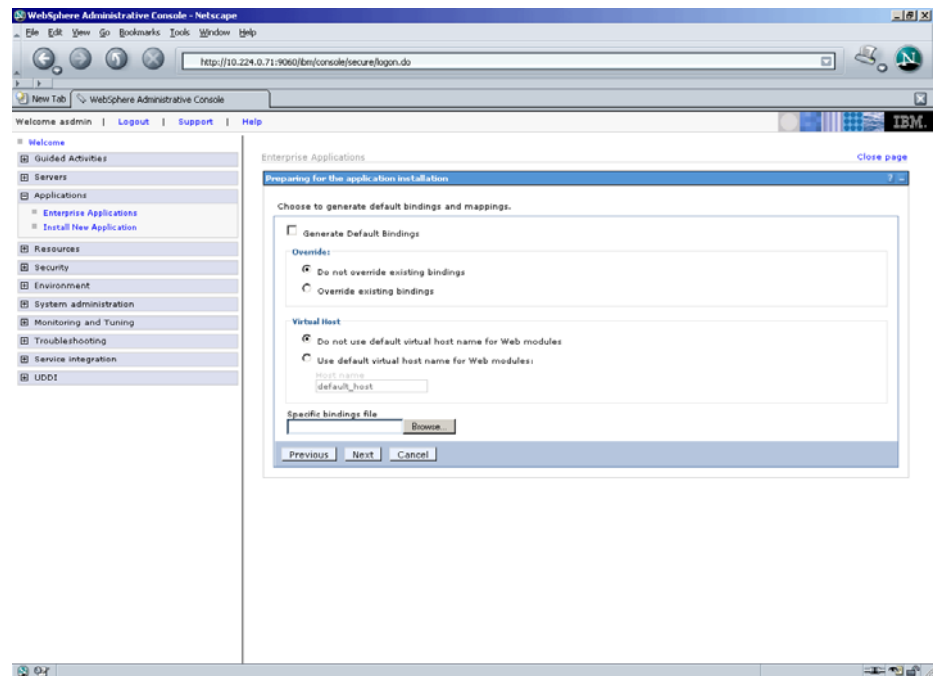 WebSphere Administrative Console - Netscape
File Edit View Go Bookmarks Tools Window Help
http://10.224.0.71:9060/ibm/console/secure/logon.do
New Tab WebSphere Administrative Console
Welcome asdmin | Logout | Support | Help
IBM.
Welcome
Guided Activities
Servers
Applications
Enterprise Applications
Install New Application
Resources
Security
Environment
System administration
Monitoring and Tuning
Troubleshooting
Service integration
UDDI
Enterprise Applications Close page
Preparing for the application installation ? –
Choose to generate default bindings and mappings.
Generate Default Bindings
Override:
Do not override existing bindings
Override existing bindings
Virtual Host
Do not use default virtual host name for Web modules
Use default virtual host name for Web modules:
Host name
default_host
Specific bindings file
Browse...
Previous Next Cancel